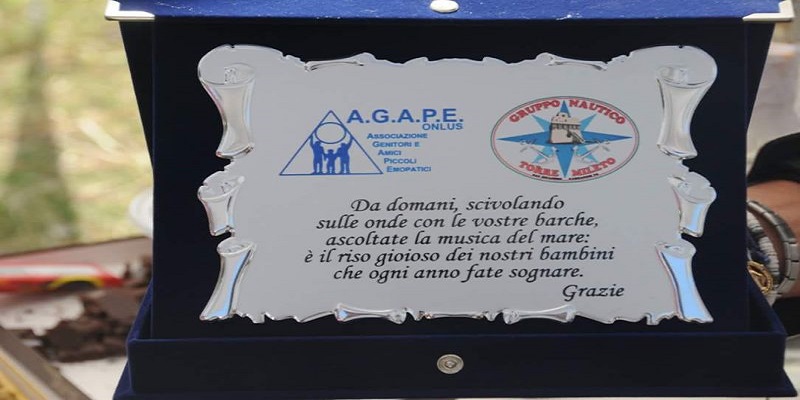 A.G.A.P.E.
ONLUS
ASSOCIAZIONE
GENITORI E
AMICI
PICCOLI
EMOPATICI
GRUPPO NAUTICO
TORRE MILETO
Da domani, scivolando
sulle onde con le vostre barche,
ascoltate la musica del mare:
è il riso gioioso dei nostri bambini
che ogni anno fate sognare.
Grazie